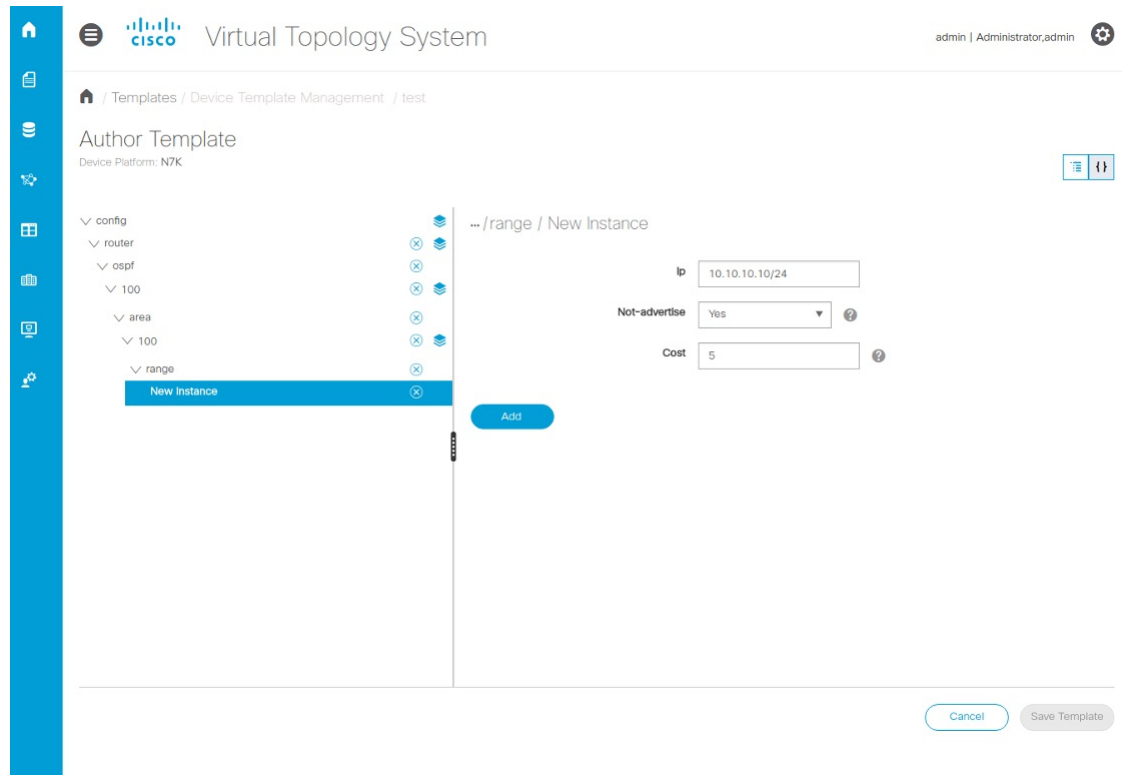 CISCO Virtual Topology System admin | Administrator,admin
/ Templates / Device Template Management / test
Author Template
Device Platform: N7K
{}
config
... /range / New Instance
router
ospf
Ip 10.10.10.10/24
100
Not-advertise Yes ?
area
100
Cost 5 ?
range
New Instance
Add
Cancel Save Template